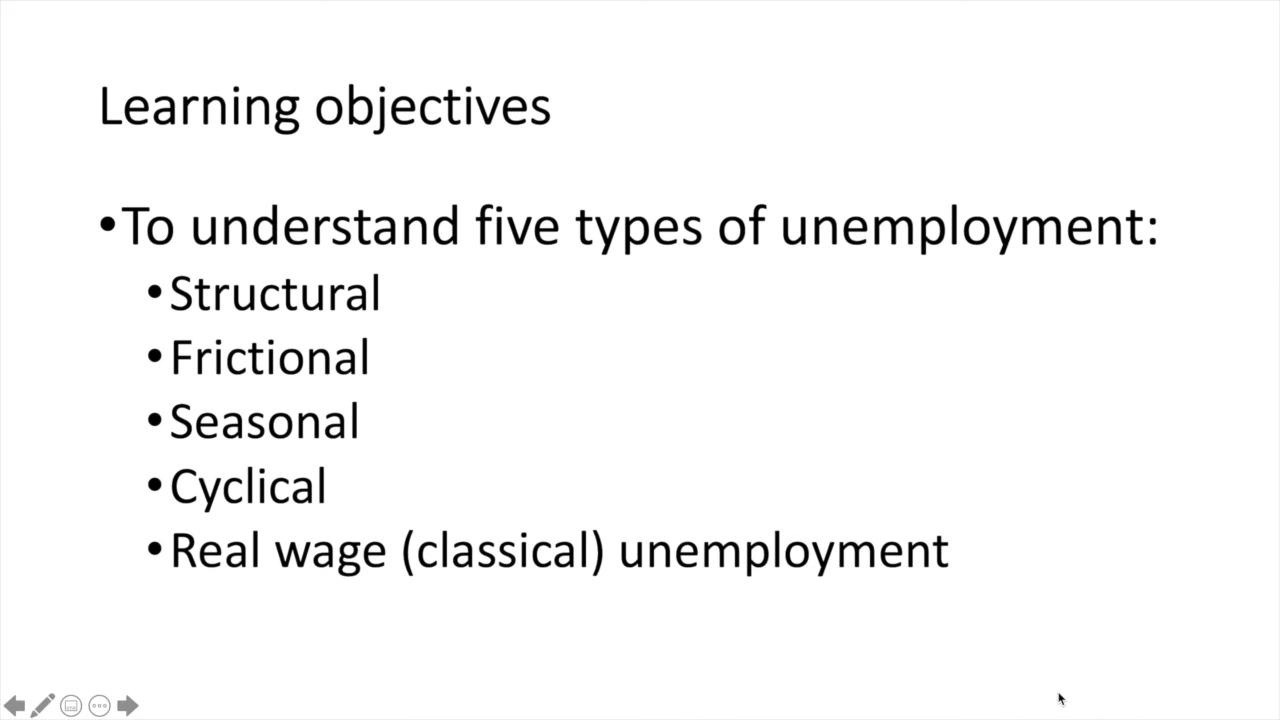 Learning objectives
•To understand five types of unemployment:
•Structural
•Frictional
•Seasonal
•Cyclical
•Real wage (classical) unemployment